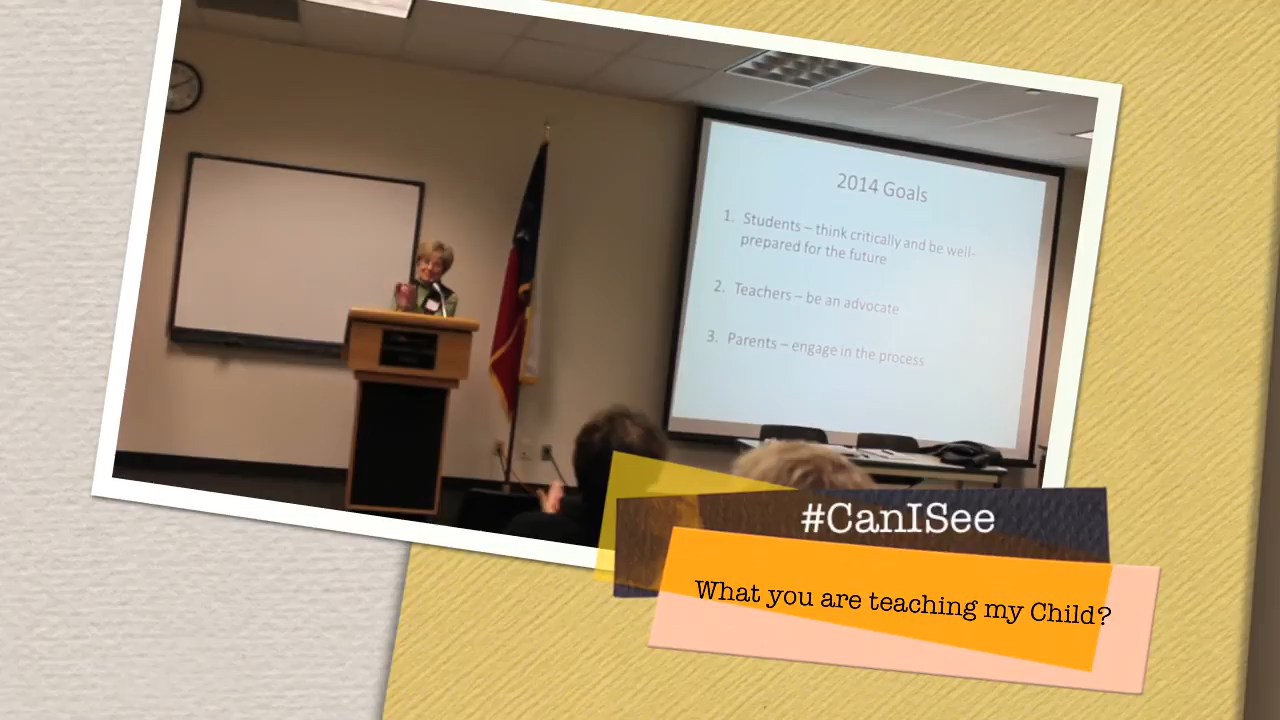 2014 Goals
1. Students – think critically and be well-
prepared for the future
2. Teachers – be an advocate
3. Parents – engage in the process
#CanISee
What you are teaching my Child?